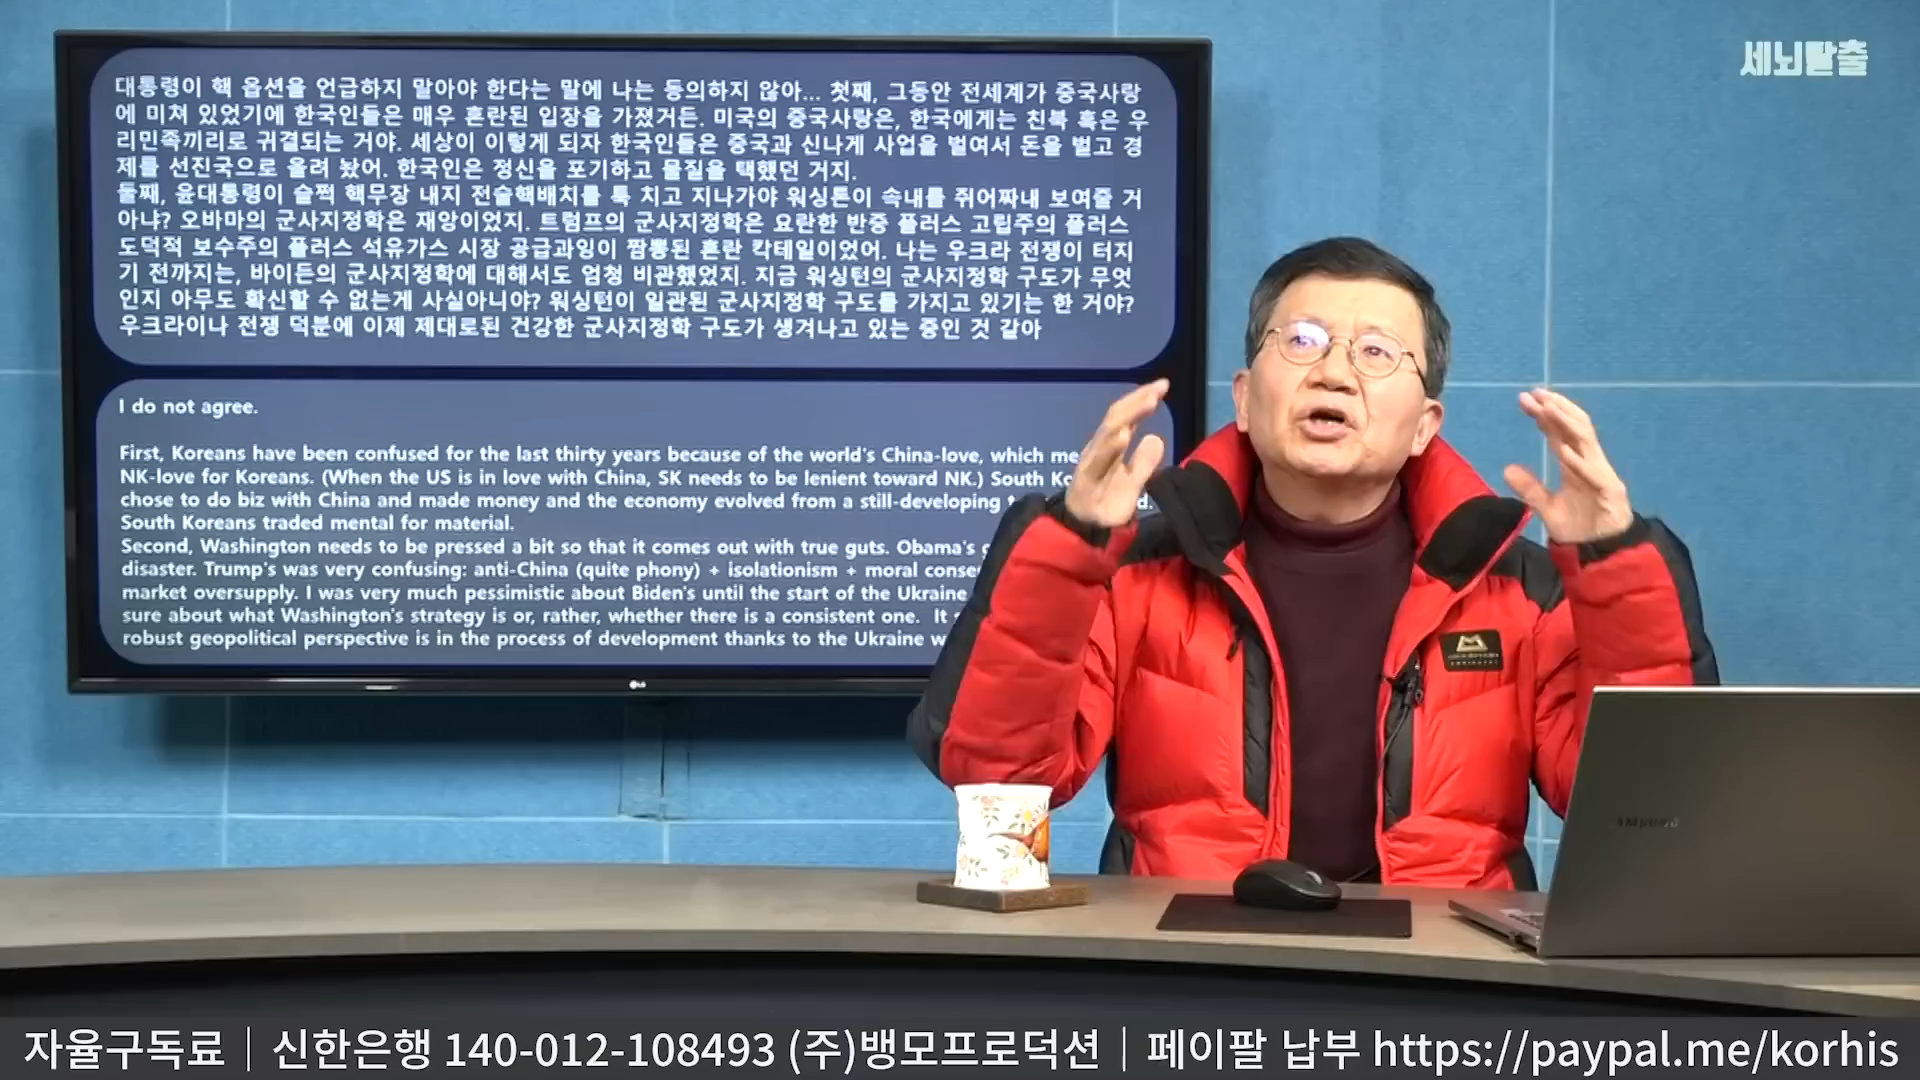 세뇌탈출
대통령이 핵 옵션을 언급하지 말아야 한다는 말에 나는 동의하지 않아... 첫째, 그동안 전세계가 중국사랑
에 미쳐 있었기에 한국인들은 매우 혼란된 입장을 가졌거든. 미국의 중국사랑은, 한국에게는 친북 혹은 우
리민족끼리로 귀결되는 거야. 세상이 이렇게 되자 한국인들은 중국과 신나게 사업을 벌여서 돈을 벌고 경
제를 선진국으로 올려 놨어. 한국인은 정신을 포기하고 물질을 택했던 거지.
둘째, 윤대통령이 슬쩍 핵무장 내지 전술핵배치를 툭 치고 지나가야 워싱톤이 속내를 쥐어짜내 보여줄 거
아냐? 오바마의 군사지정학은 재앙이었지. 트럼프의 군사지정학은 요란한 반중 플러스 고립주의 플러스
도덕적 보수주의 플러스 석유가스 시장 공급과잉이 짬뽕된 혼란 칵테일이었어. 나는 우크라 전쟁이 터지
기 전까지는, 바이든의 군사지정학에 대해서도 엄청 비관했었지. 지금 워싱턴의 군사지정학 구도가 무엇
인지 아무도 확신할 수 없는게 사실아니야? 워싱턴이 일관된 군사지정학 구도를 가지고 있기는 한 거야?
우크라이나 전쟁 덕분에 이제 제대로된 건강한 군사지정학 구도가 생겨나고 있는 중인 것 같아
I do not agree.
First, Koreans have been confused for the last thirty years because of the world's China-love, which me
NK-love for Koreans. (When the US is in love with China, SK needs to be lenient toward NK.) South Ko
chose to do biz with China and made money and the economy evolved from a still-developing t d.
South Koreans traded mental for material.
Second, Washington needs to be pressed a bit so that it comes out with true guts. Obama's g
disaster. Trump's was very confusing: anti-China (quite phony) + isolationism + moral conser
market oversupply. I was very much pessimistic about Biden's until the start of the Ukraine
sure about what Washington's strategy is or, rather, whether there is a consistent one. It s
robust geopolitical perspective is in the process of development thanks to the Ukraine w
LG
SAMSUNG
자율구독료│신한은행 140-012-108493 (주)뱅모프로덕션│페이팔 납부 https://paypal.me/korhis